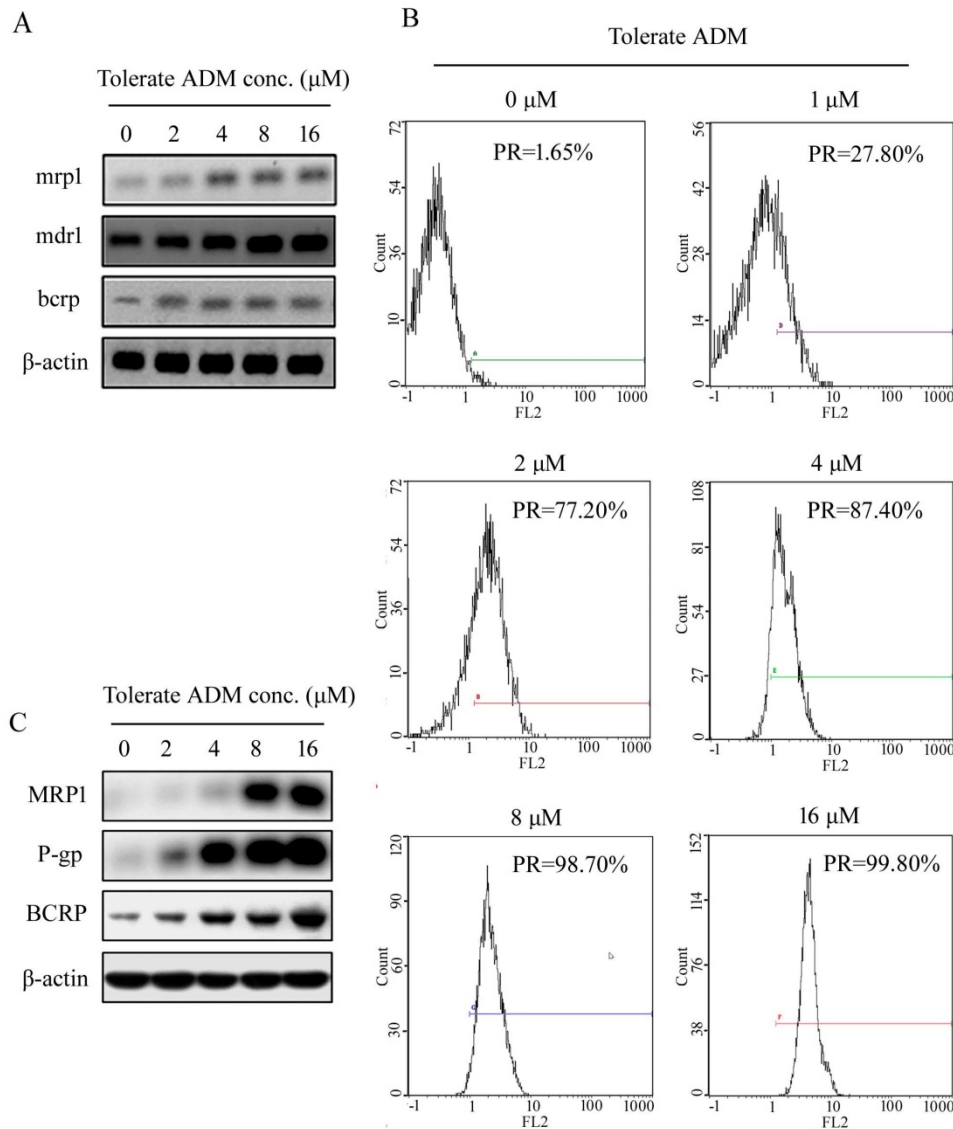 A
Tolerate ADM conc. (μM)
0 2 4 8 16
mrp1
mdr1
bcrp
β-actin
B
Tolerate ADM
0 μM
PR=1.65%
72
54
36
10
0
Count
A
-1 1 10 100 1000
FL2
1 μM
PR=27.80%
56
42
28
14
0
Count
D
-1 1 10 100 1000
FL2
2 μM
PR=77.20%
72
54
36
10
0
Count
B
-1 1 10 100 1000
FL2
4 μM
PR=87.40%
108
81
54
27
0
Count
E
-1 1 10 100 1000
FL2
8 μM
PR=98.70%
120
90
60
30
0
Count
G
-1 1 10 100 1000
FL2
16 μM
PR=99.80%
152
114
76
38
0
Count
F
-1 1 10 100 1000
FL2
C
Tolerate ADM conc. (μM)
0 2 4 8 16
MRP1
P-gp
BCRP
β-actin